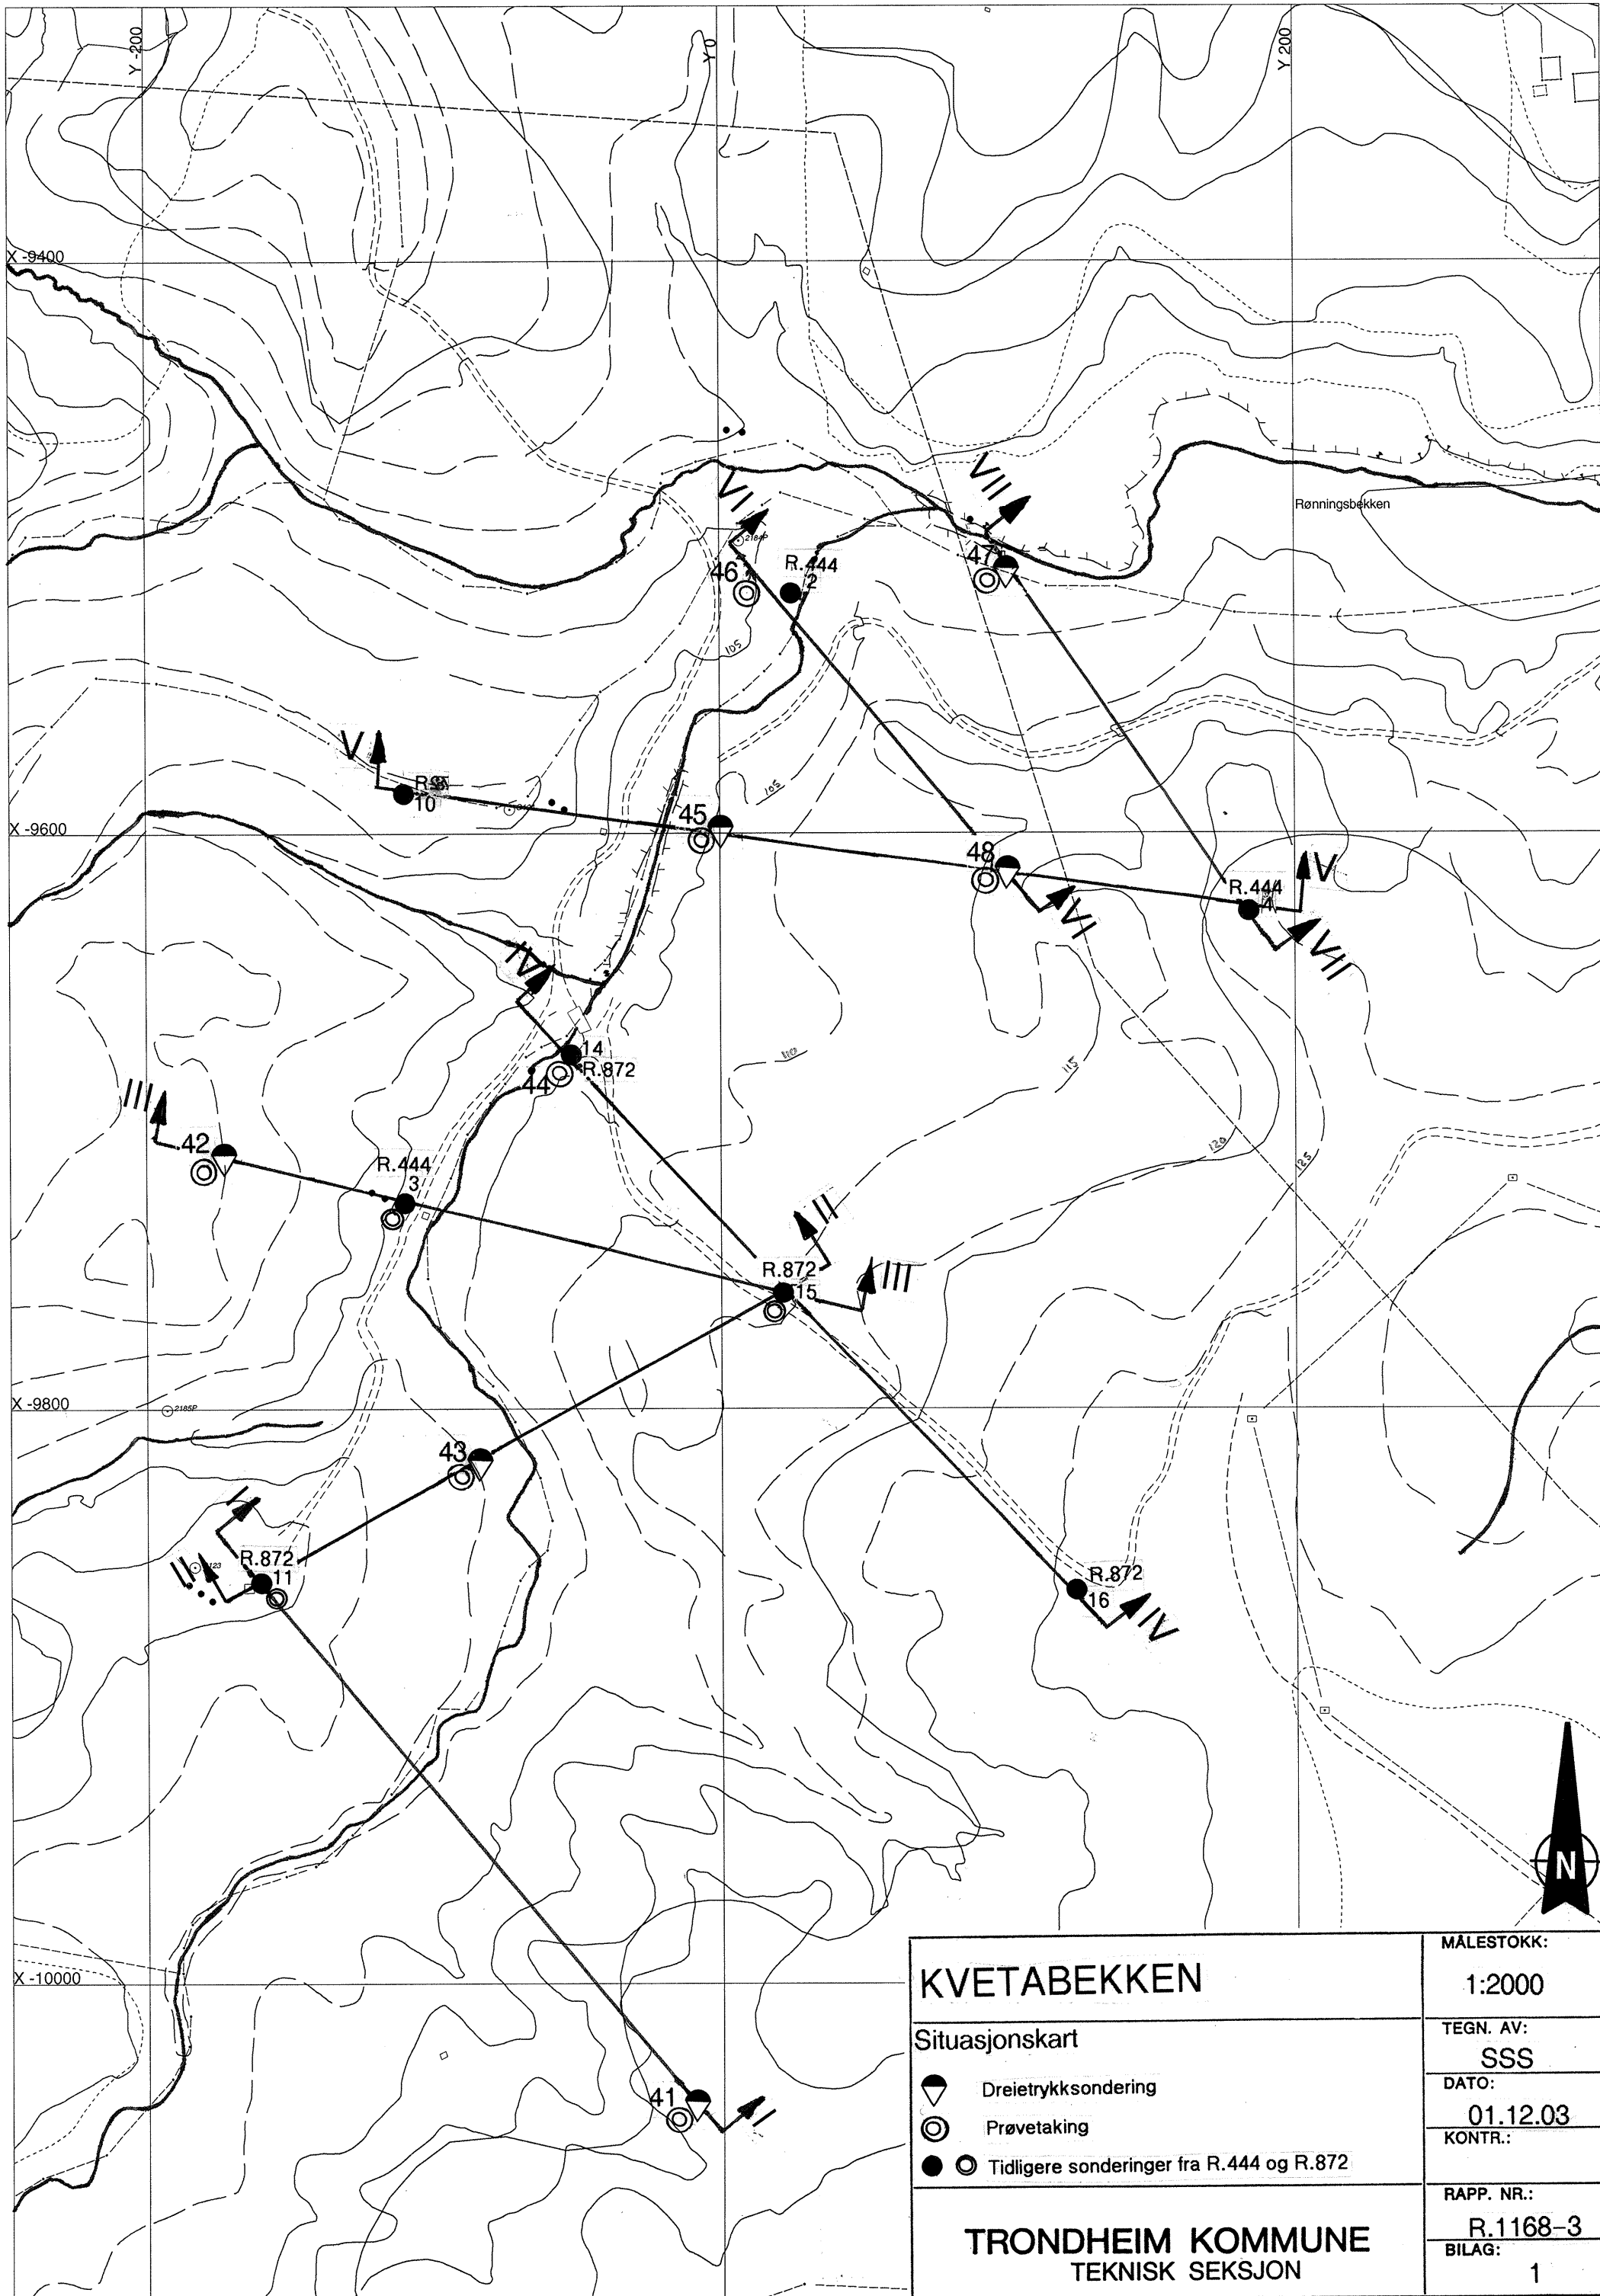 Y -200
Y 0
Y 200
X -9400
VI
VII
Rønningsbekken
2184P
46
R.444
2
47
105
V
10
105
45
X -9600
48
V
R.444
4
VI
VII
IV
14
R.872
44
110
115
III
42
R.444
3
120
125
II
R.872
15
III
X -9800
2185P
43
I
R.872
11
II
R.872
16
IV
N
X -10000
41
I
KVETABEKKEN
Situasjonskart
Dreietrykksondering
Prøvetaking
Tidligere sonderinger fra R.444 og R.872
TRONDHEIM KOMMUNE
TEKNISK SEKSJON
MÅLESTOKK:
1:2000
TEGN. AV:
SSS
DATO:
01.12.03
KONTR.:
RAPP. NR.:
R.1168-3
BILAG:
1